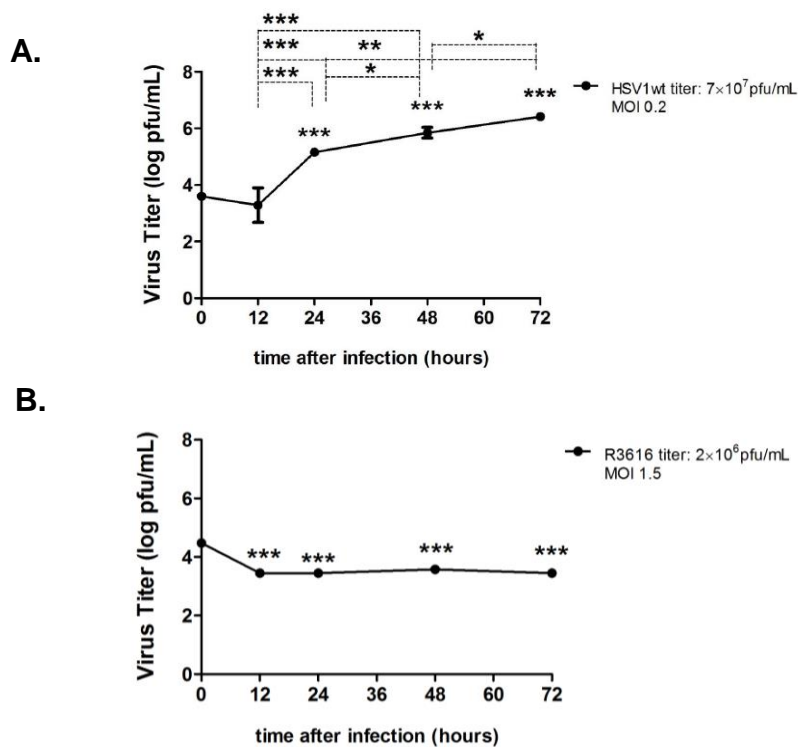 A.
***
***
**
*
***
*
8
***
***
***
HSV1wt titer: 7×10⁷pfu/mL
MOI 0.2
6
4
2
0
Virus Titer (log pfu/mL)
0 12 24 36 48 60 72
time after infection (hours)
B.
8
R3616 titer: 2×10⁶pfu/mL
MOI 1.5
6
*** *** *** ***
4
2
0
Virus Titer (log pfu/mL)
0 12 24 36 48 60 72
time after infection (hours)